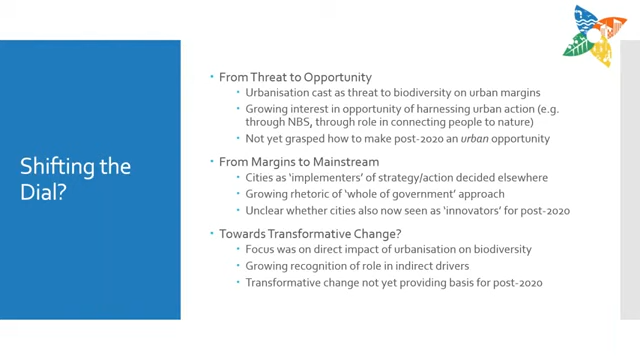 Shifting the
Dial?
• From Threat to Opportunity
• Urbanisation cast as threat to biodiversity on urban margins
• Growing interest in opportunity of harnessing urban action (e.g.
through NBS, through role in connecting people to nature)
• Not yet grasped how to make post-2020 an urban opportunity
• From Margins to Mainstream
• Cities as ‘implementers’ of strategy/action decided elsewhere
• Growing rhetoric of ‘whole of government’ approach
• Unclear whether cities also now seen as ‘innovators’ for post-2020
• Towards Transformative Change?
• Focus was on direct impact of urbanisation on biodiversity
• Growing recognition of role in indirect drivers
• Transformative change not yet providing basis for post-2020